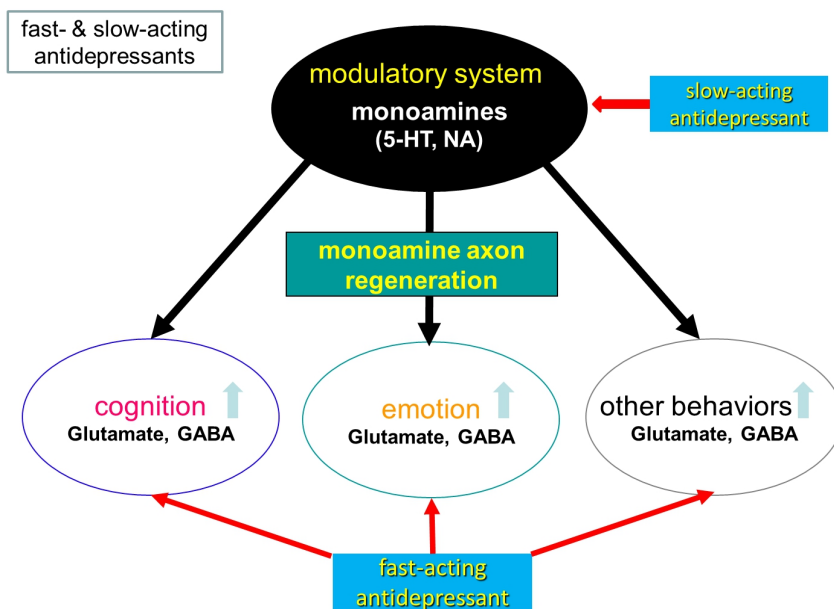 fast- & slow-acting
antidepressants
modulatory system
monoamines
(5-HT, NA)
slow-acting
antidepressant
monoamine axon
regeneration
cognition
Glutamate, GABA
emotion
Glutamate, GABA
other behaviors
Glutamate, GABA
fast-acting
antidepressant